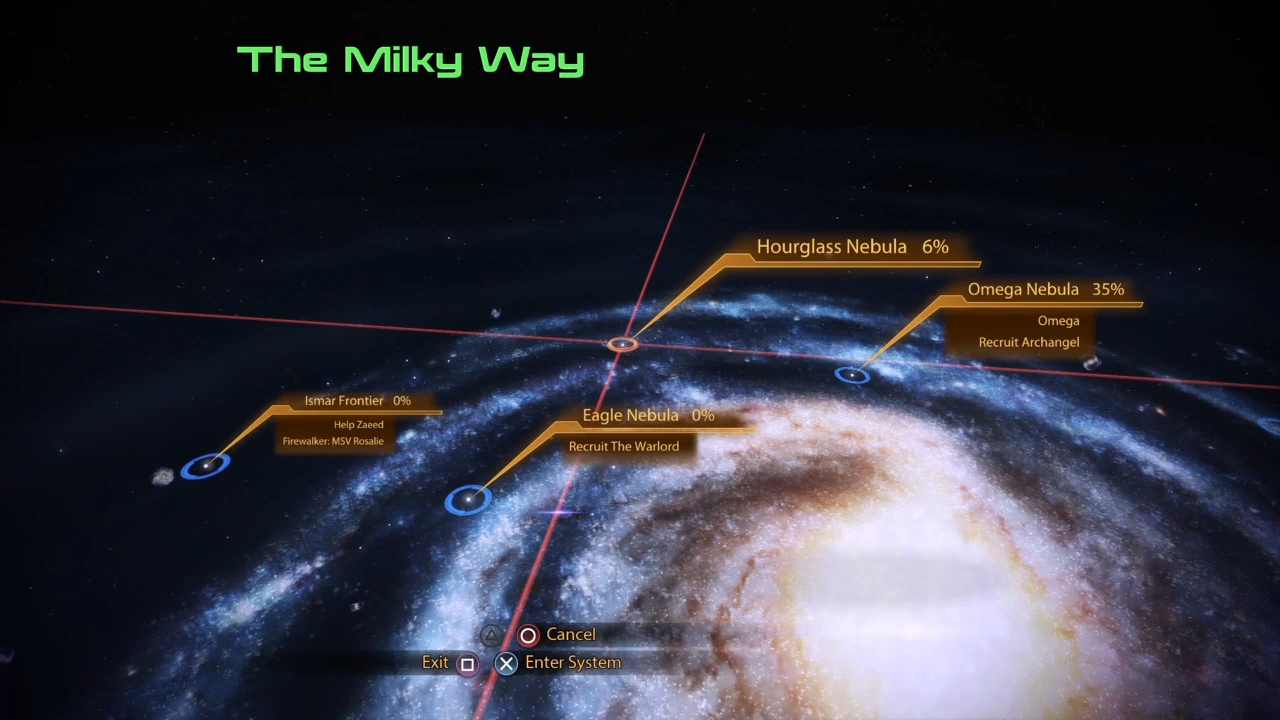 The Milky Way
Hourglass Nebula 6%
Omega Nebula 35%
Omega
Recruit Archangel
Ismar Frontier 0%
Help Zaeed
Firewalker: MSV Rosalie
Eagle Nebula 0%
Recruit The Warlord
Cancel
Exit Enter System